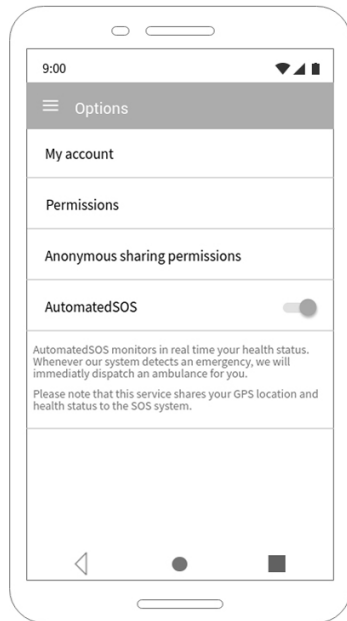 9:00
Options
My account
Permissions
Anonymous sharing permissions
AutomatedSOS
AutomatedSOS monitors in real time your health status.
Whenever our system detects an emergency, we will
immediatly dispatch an ambulance for you.
Please note that this service shares your GPS location and
health status to the SOS system.